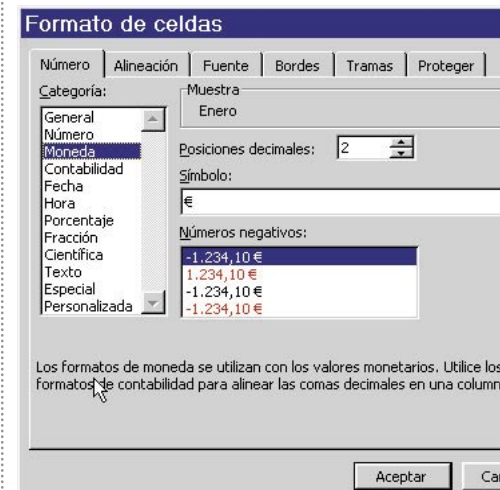 Formato de celdas
Número Alineación Fuente Bordes Tramas Proteger
Categoría:
General
Número
Moneda
Contabilidad
Fecha
Hora
Porcentaje
Fracción
Científica
Texto
Especial
Personalizada
Muestra
Enero
Posiciones decimales: 2
Símbolo:
€
Números negativos:
-1.234,10 €
1.234,10 €
-1.234,10 €
-1.234,10 €
Los formatos de moneda se utilizan con los valores monetarios. Utilice los
formatos de contabilidad para alinear las comas decimales en una column
Aceptar
Ca